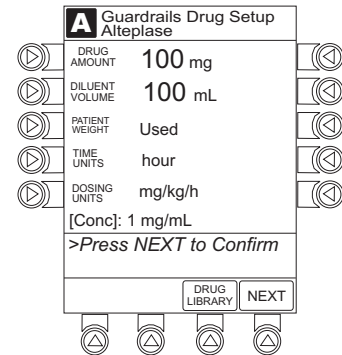 A Guardrails Drug Setup
Alteplase
DRUG
AMOUNT 100 mg
DILUENT
VOLUME 100 mL
PATIENT
WEIGHT Used
TIME
UNITS hour
DOSING
UNITS mg/kg/h
[Conc]: 1 mg/mL
>Press NEXT to Confirm
DRUG
LIBRARY
NEXT